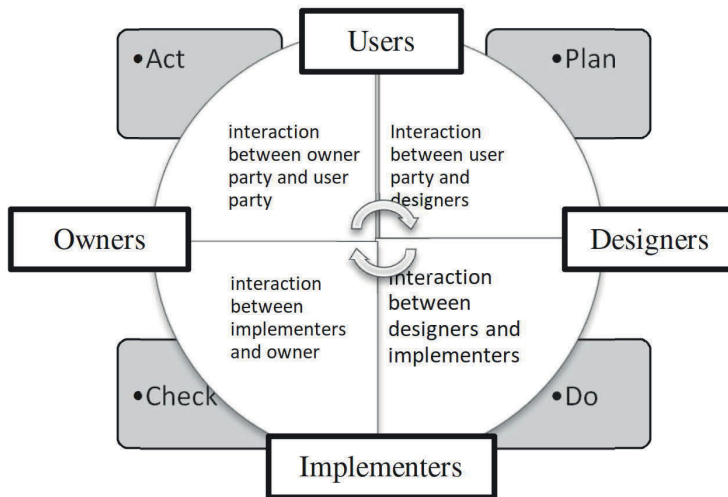 Users
•Act
•Plan
interaction
between owner
party and user
party
Interaction
between user
party and
designers
Owners
Designers
interaction
between
implementers
and owner
Interaction
between
designers and
implementers
•Check
•Do
Implementers